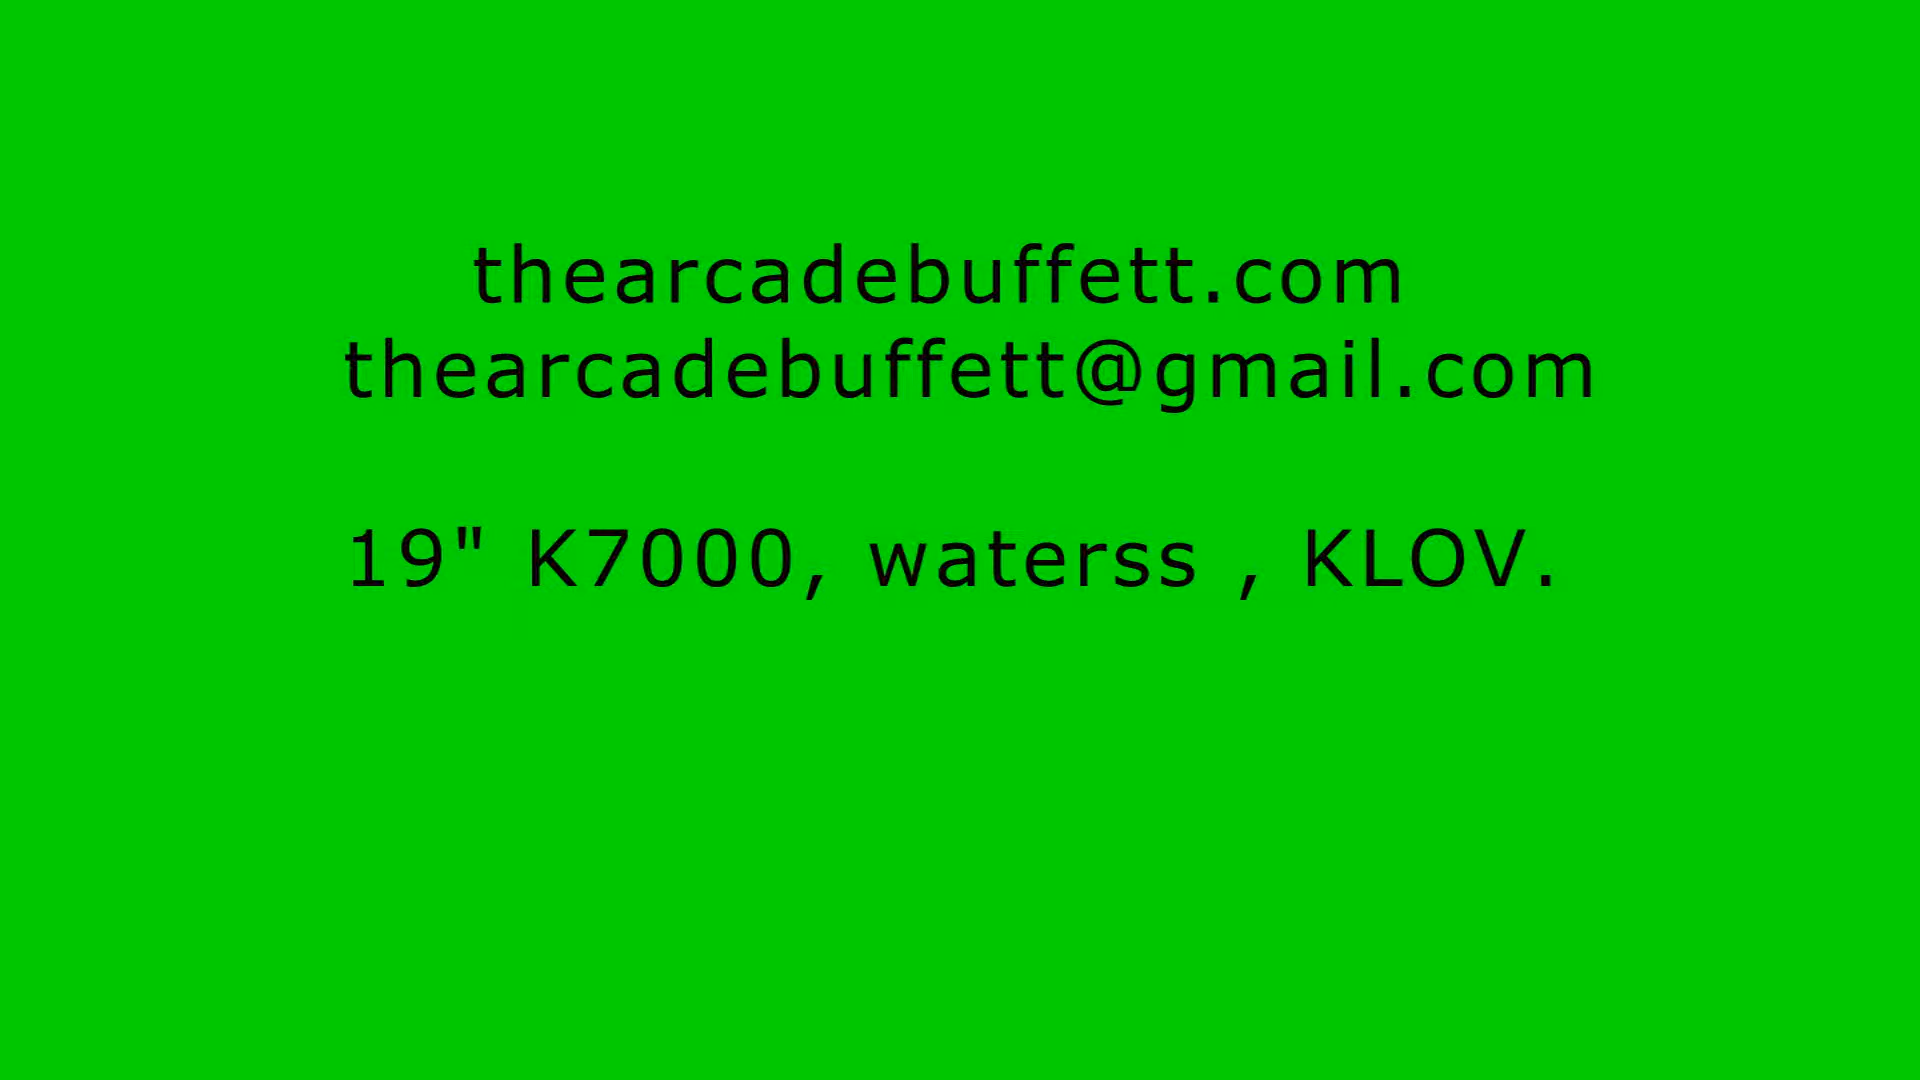 thearcadebuffett.com
thearcadebuffett@gmail.com
19" K7000, waterss , KLOV.